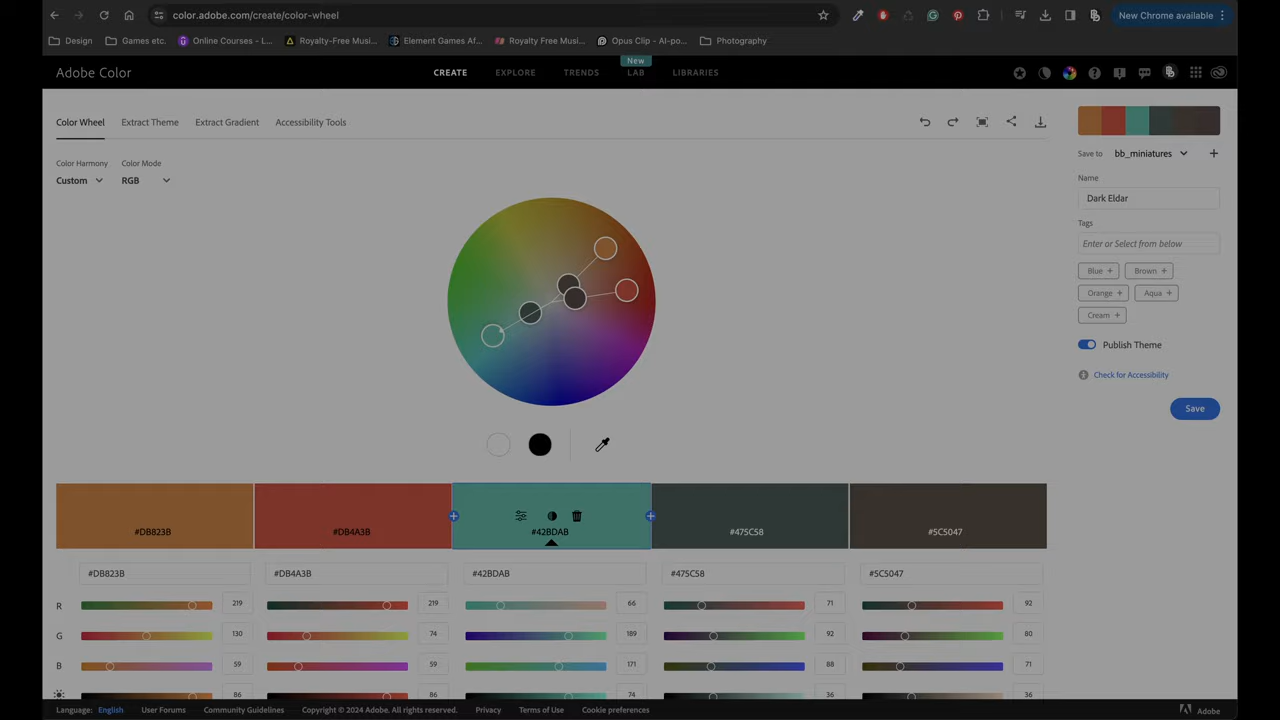 color.adobe.com/create/color-wheel
New Chrome available
Design
Games etc.
Online Courses - L...
Royalty-Free Musi...
Element Games Af...
Royalty Free Musi...
Opus Clip - AI-po...
Photography
Adobe Color
CREATE
EXPLORE
TRENDS
New
LAB
LIBRARIES
Color Wheel
Extract Theme
Extract Gradient
Accessibility Tools
Color Harmony
Color Mode
Custom
RGB
Save to
bb_miniatures
Name
Dark Eldar
Tags
Enter or Select from below
Blue +
Brown +
Orange +
Aqua +
Cream +
Publish Theme
Check for Accessibility
Save
#DB823B
#DB4A3B
#42BDAB
#475C58
#5C5047
#DB823B
#DB4A3B
#42BDAB
#475C58
#5C5047
R
219
219
66
71
92
G
130
74
189
92
80
B
59
59
171
88
71
86
86
74
36
36
Language:
English
User Forums
Community Guidelines
Copyright © 2024 Adobe. All rights reserved.
Privacy
Terms of Use
Cookie preferences
Adobe